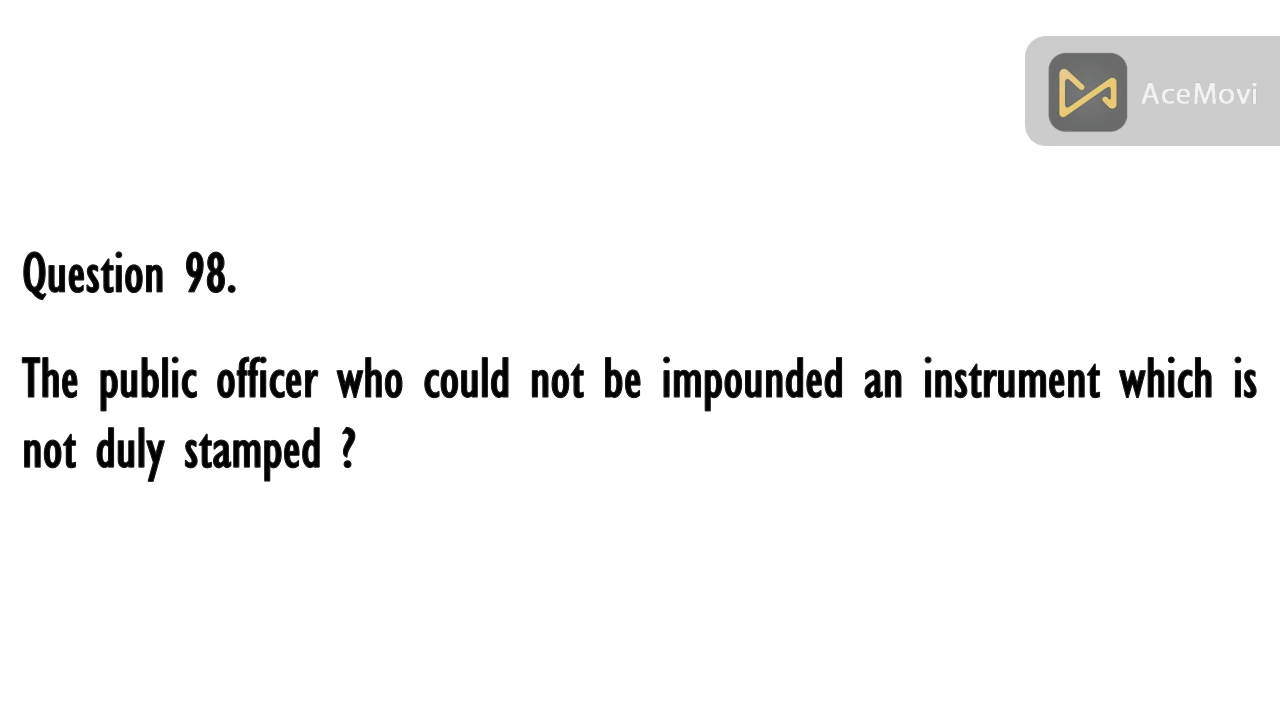 AceMovi
Question 98.
The public officer who could not be impounded an instrument which is
not duly stamped ?